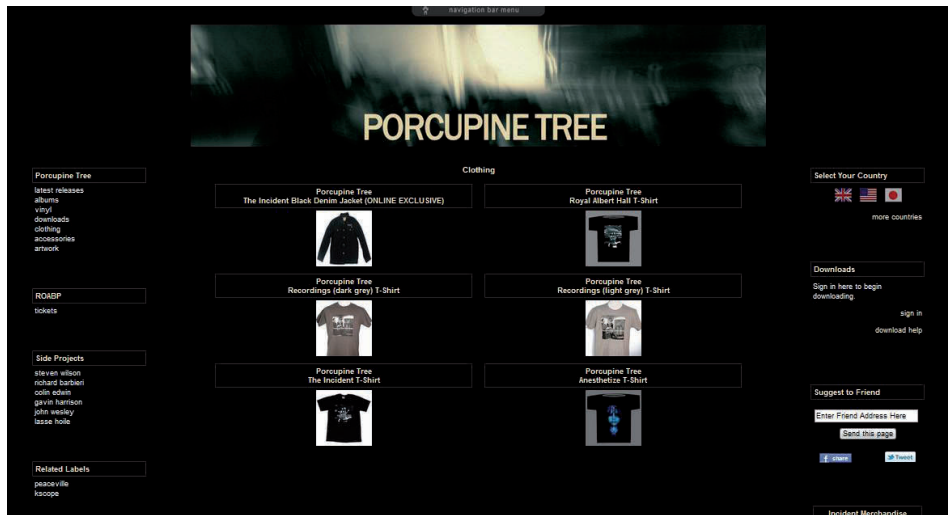 navigation bar menu
PORCUPINE TREE
Porcupine Tree
latest releases
albums
vinyl
downloads
clothing
accessories
artwork
ROABP
tickets
Side Projects
steven wilson
richard barbieri
colin edwin
gavin harrison
john wesley
lasse hoile
Related Labels
peaceville
kscope
Clothing
Porcupine Tree
The Incident Black Denim Jacket (ONLINE EXCLUSIVE)
Porcupine Tree
Royal Albert Hall T-Shirt
Porcupine Tree
Recordings (dark grey) T-Shirt
Porcupine Tree
Recordings (light grey) T-Shirt
Porcupine Tree
The Incident T-Shirt
Porcupine Tree
Anesthetize T-Shirt
Select Your Country
more countries
Downloads
Sign in here to begin
downloading.
sign in
download help
Suggest to Friend
Enter Friend Address Here
Send this page
f share
Tweet
Incident Merchandise